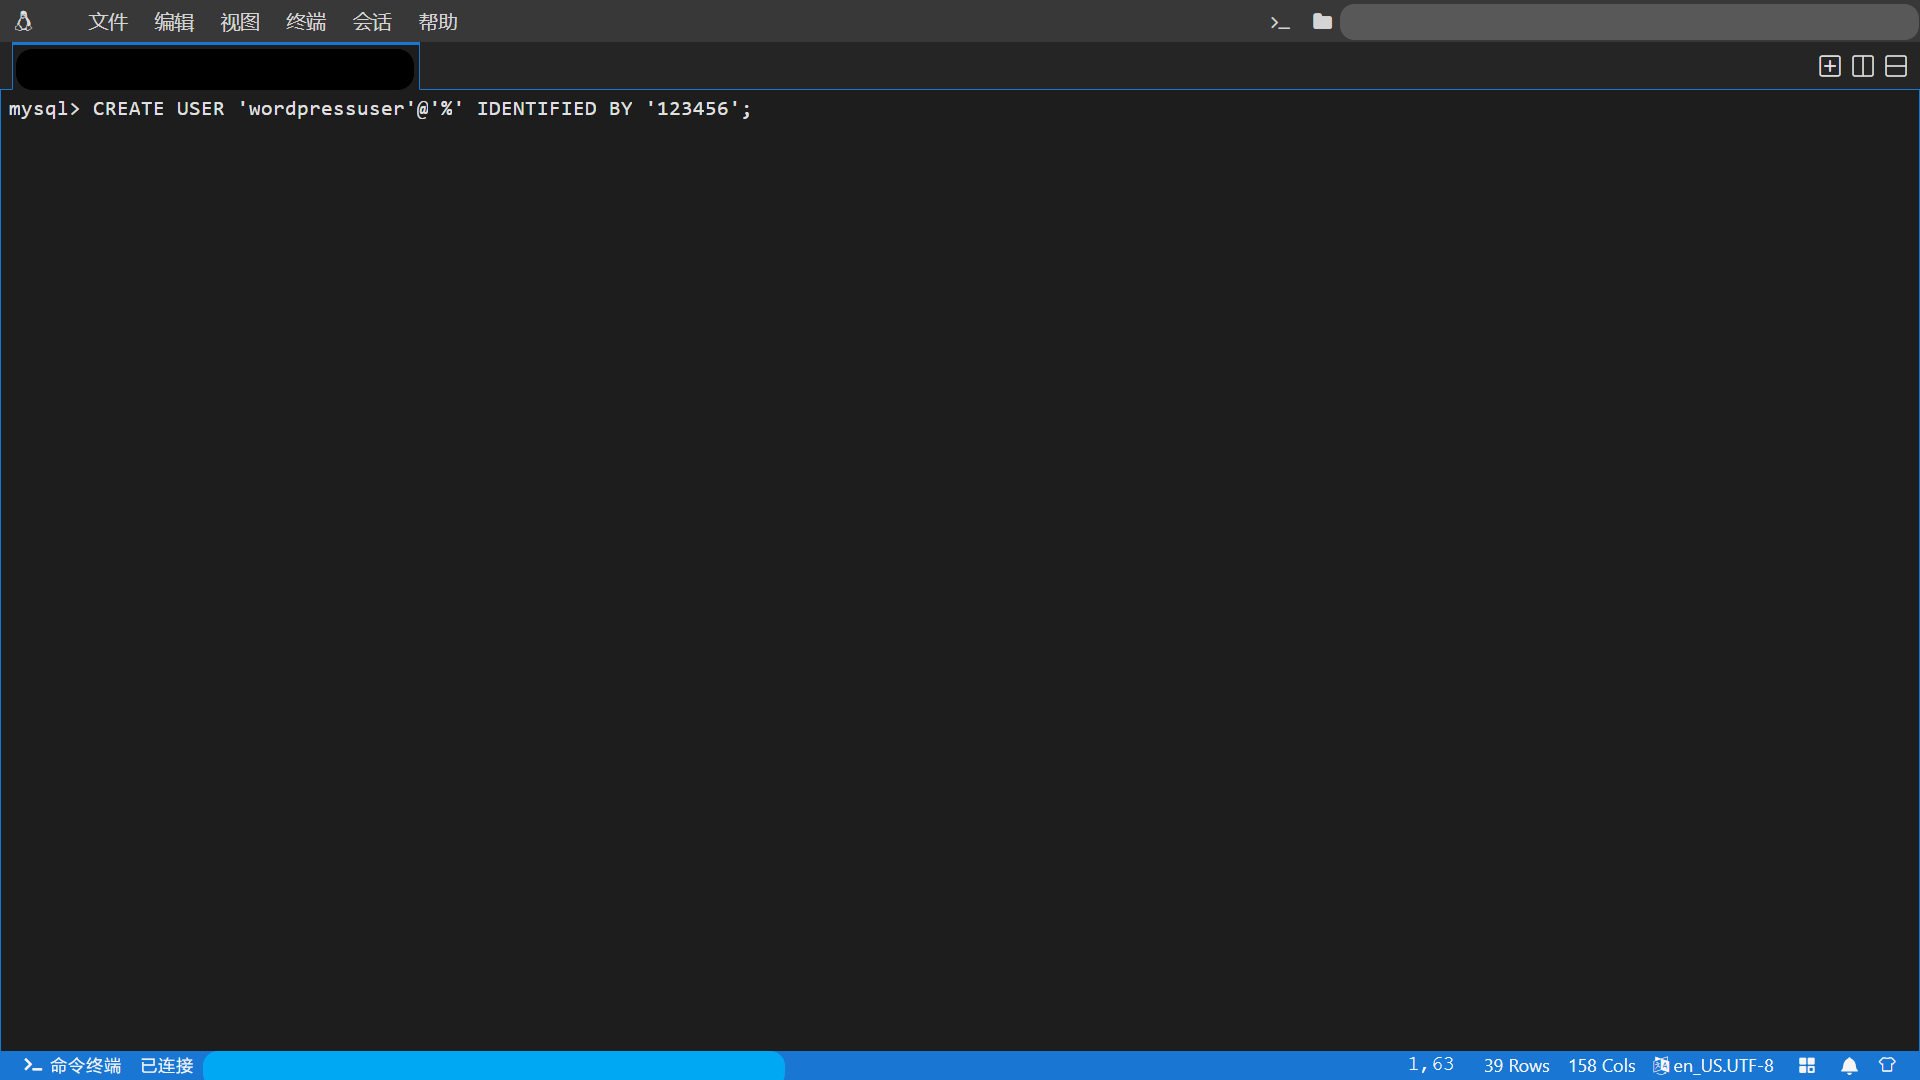 文件 编辑 视图 终端 会话 帮助
mysql> CREATE USER 'wordpressuser'@'%' IDENTIFIED BY '123456';
命令终端 已连接 1,63 39 Rows 158 Cols en_US.UTF-8